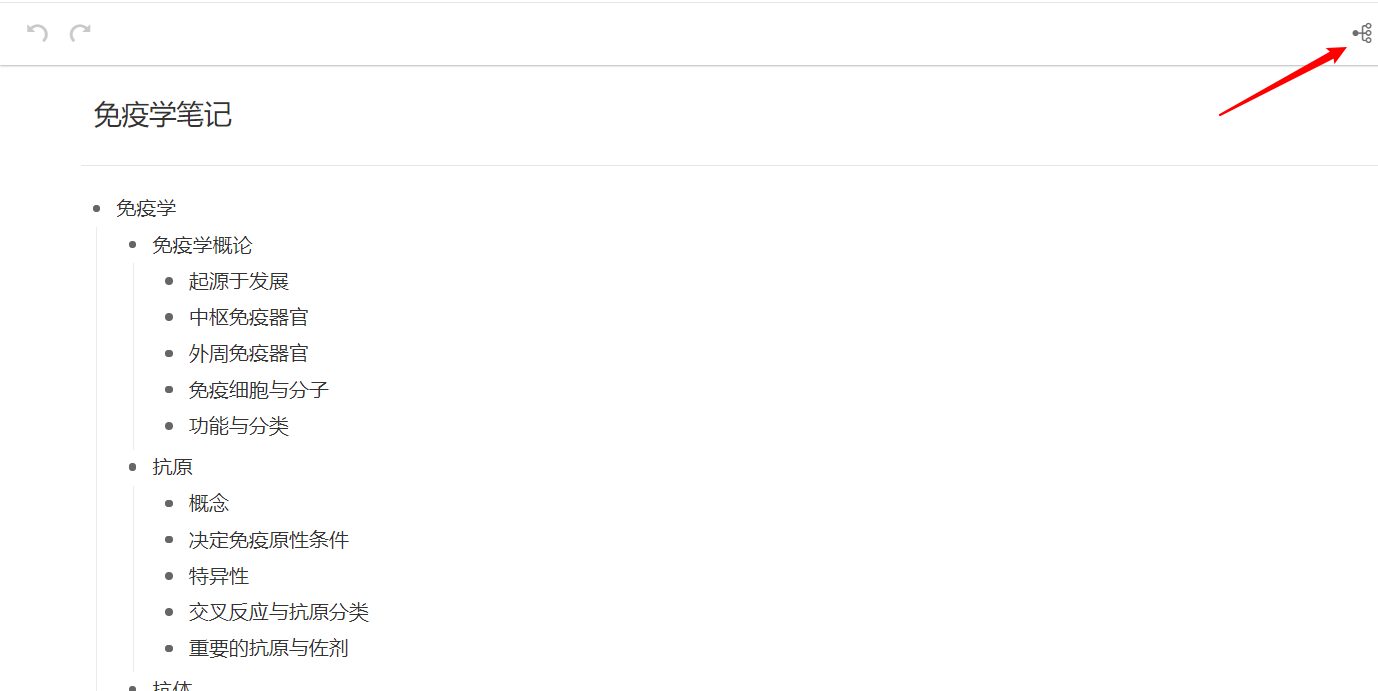 免疫学笔记
免疫学
免疫学概论
起源于发展
中枢免疫器官
外周免疫器官
免疫细胞与分子
功能与分类
抗原
概念
决定免疫原性条件
特异性
交叉反应与抗原分类
重要的抗原与佐剂
抗体